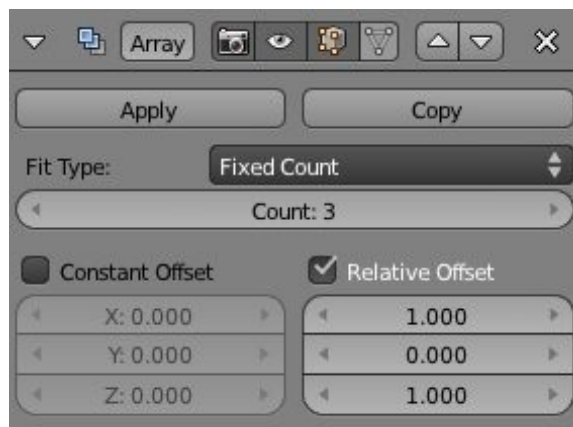 Array
Apply Copy
Fit Type: Fixed Count
Count: 3
Constant Offset Relative Offset
X: 0.000 1.000
Y: 0.000 0.000
Z: 0.000 1.000